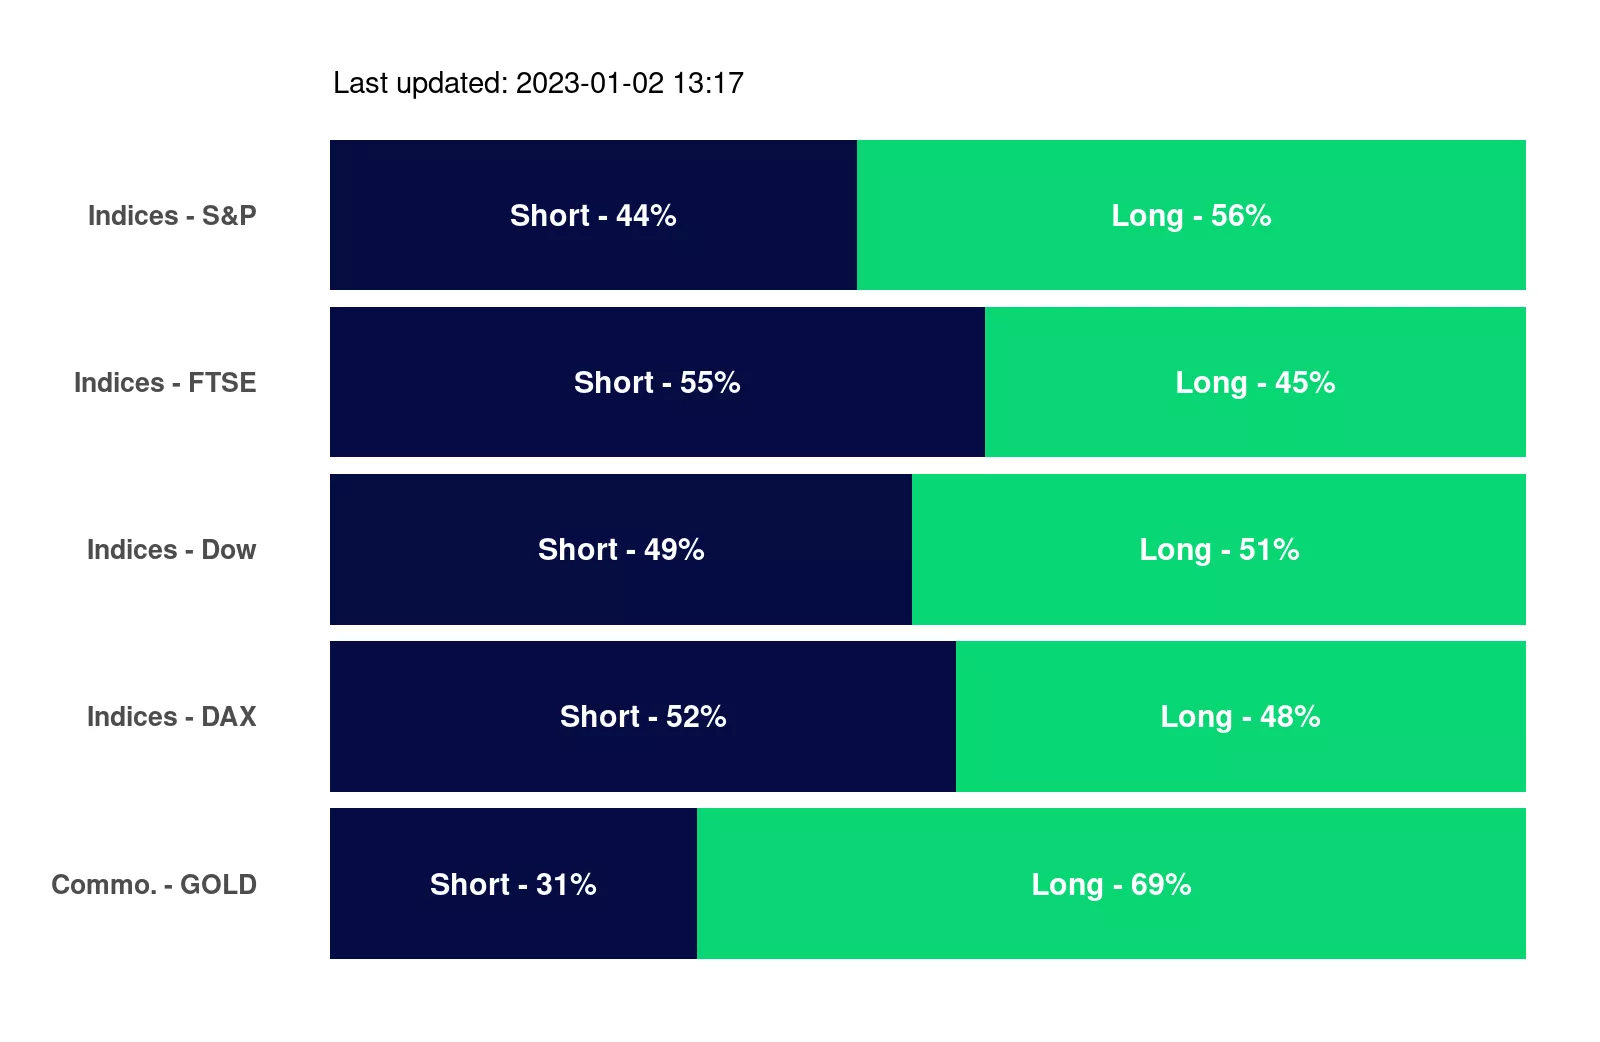 Last updated: 2023-01-02 13:17
Indices - S&P Short - 44% Long - 56%
Indices - FTSE Short - 55% Long - 45%
Indices - Dow Short - 49% Long - 51%
Indices - DAX Short - 52% Long - 48%
Commo. - GOLD Short - 31% Long - 69%